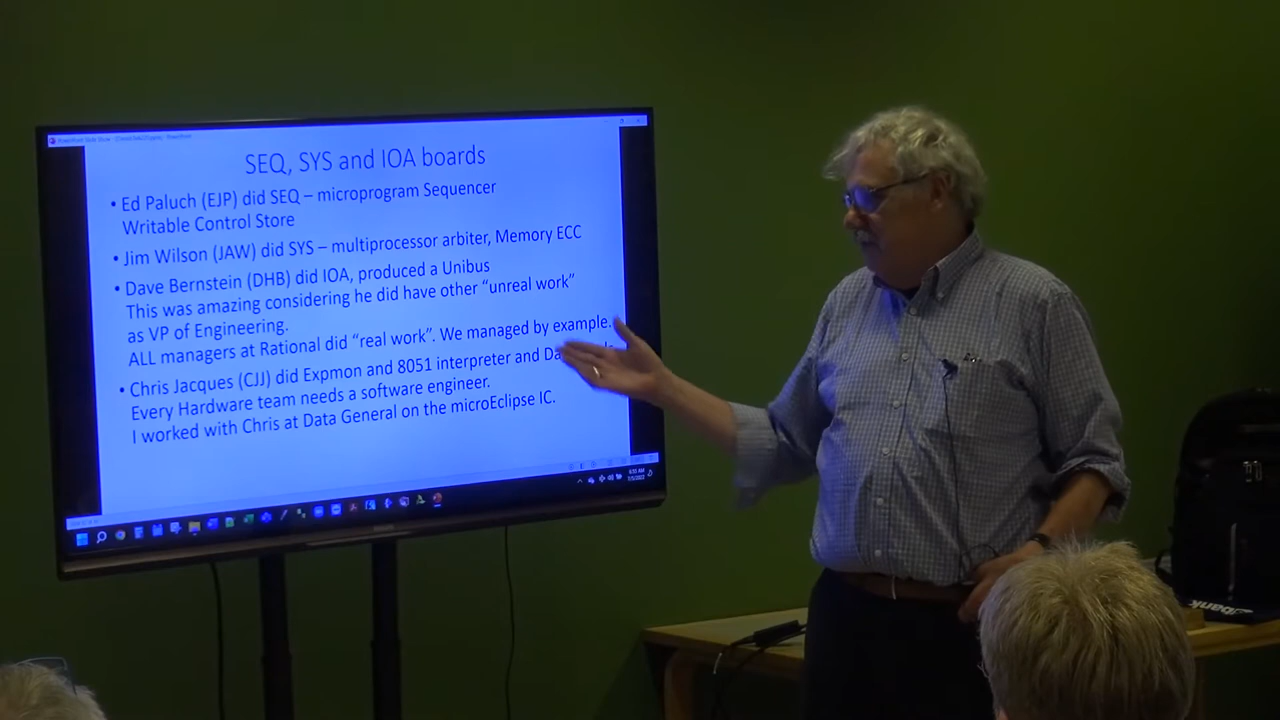 SEQ, SYS and IOA boards
• Ed Paluch (EJP) did SEQ – microprogram Sequencer
Writable Control Store
• Jim Wilson (JAW) did SYS – multiprocessor arbiter, Memory ECC
• Dave Bernstein (DHB) did IOA, produced a Unibus
This was amazing considering he did have other "unreal work"
as VP of Engineering.
ALL managers at Rational did "real work". We managed by example.
• Chris Jacques (CJJ) did Expmon and 8051 interpreter and
Every Hardware team needs a software engineer.
I worked with Chris at Data General on the microEclipse IC.